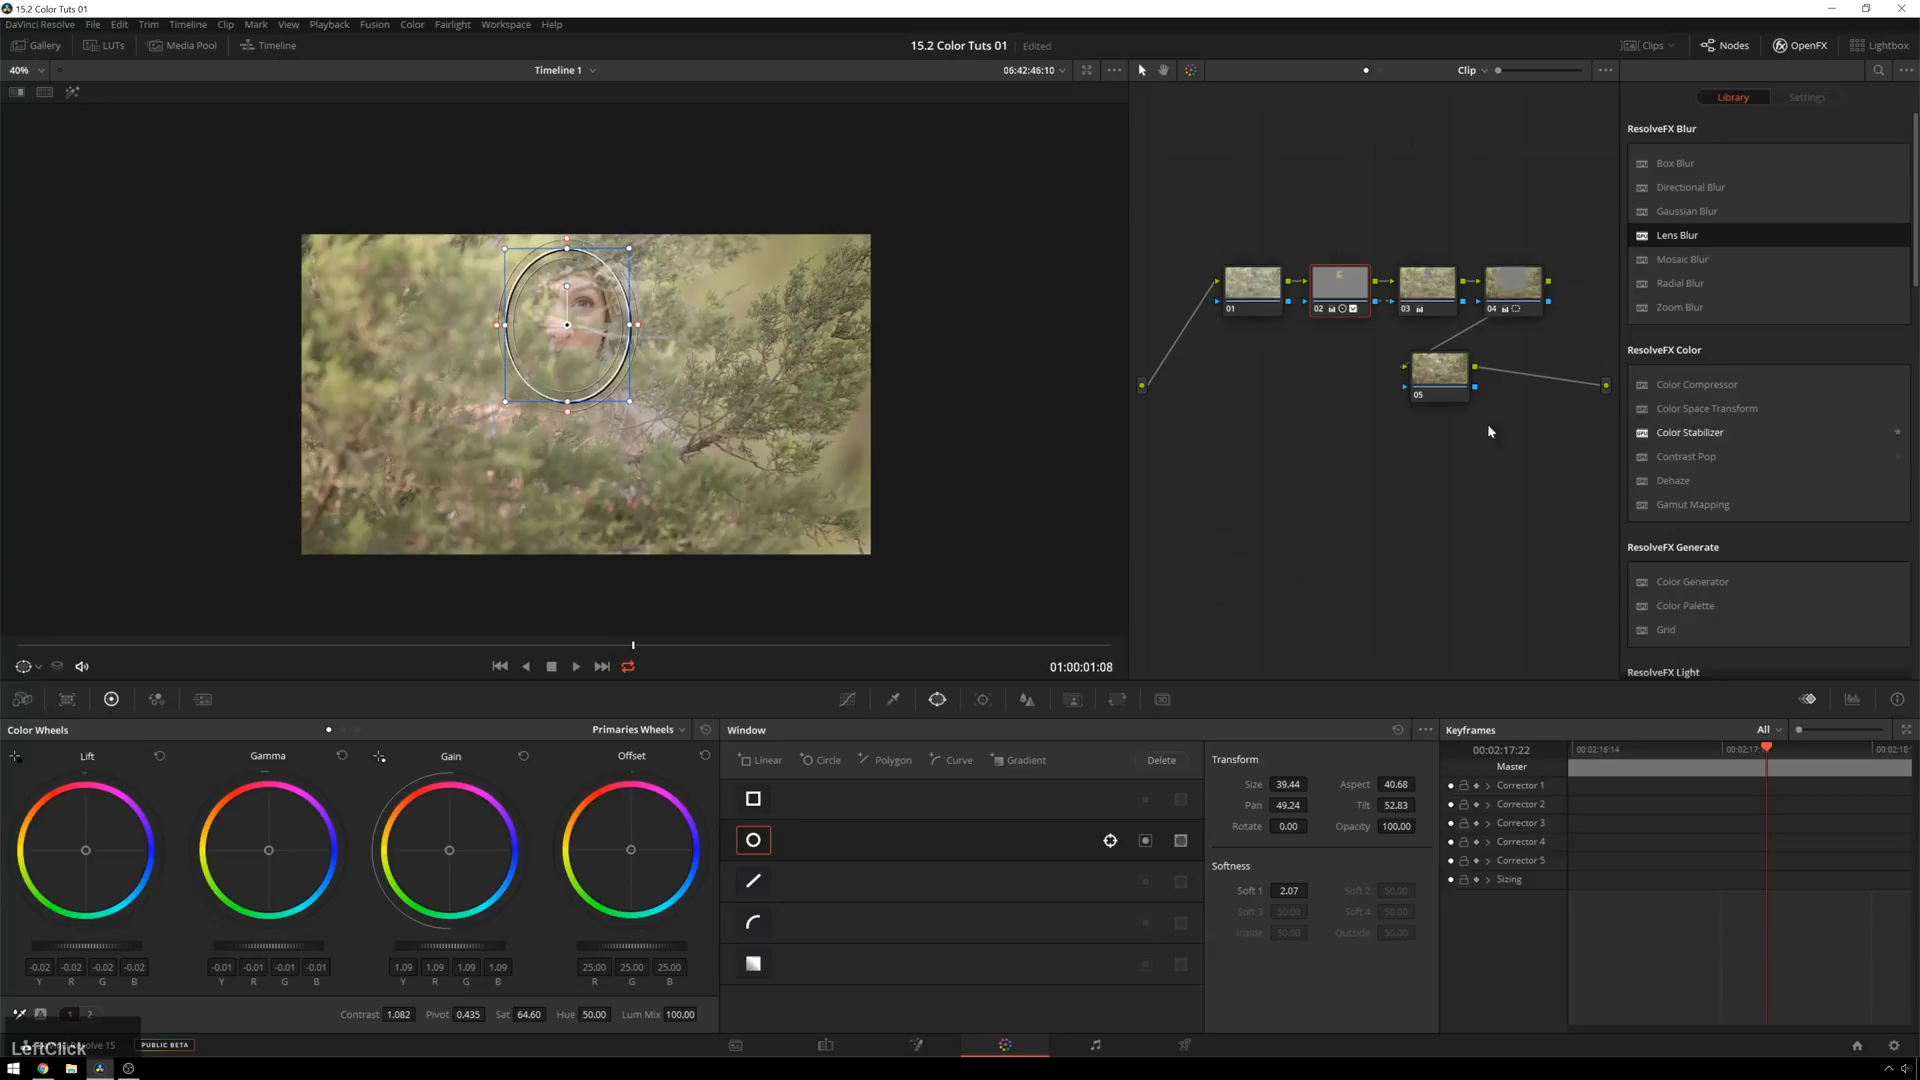 15.2 Color Tuts 01
DaVinci Resolve File Edit Trim Timeline Clip Mark View Playback Fusion Color Fairlight Workspace Help
Gallery LUTs Media Pool Timeline 15.2 Color Tuts 01 Edited Clips Nodes OpenFX Lightbox
40% Timeline 1 06:42:46:10 Clip
Library Settings
ResolveFX Blur
Box Blur
Directional Blur
Gaussian Blur
Lens Blur
Mosaic Blur
Radial Blur
Zoom Blur
01 02 03 04
05
ResolveFX Color
Color Compressor
Color Space Transform
Color Stabilizer
Contrast Pop
Dehaze
Gamut Mapping
ResolveFX Generate
Color Generator
Color Palette
Grid
ResolveFX Light
01:00:01:08
Color Wheels Primaries Wheels
Lift Gamma Gain Offset
-0.02 -0.02 -0.02 -0.02 -0.01 -0.01 -0.01 -0.01 1.09 1.09 1.09 1.09 25.00 25.00 25.00
Y R G B Y R G B Y R G B R G B
A 1 2 Contrast 1.082 Pivot 0.435 Sat 64.60 Hue 50.00 Lum Mix 100.00
Window
Linear Circle Polygon Curve Gradient Delete
Transform
Size 39.44 Aspect 40.68
Pan 49.24 Tilt 52.83
Rotate 0.00 Opacity 100.00
Softness
Soft 1 2.07 Soft 2 50.00
Soft 3 50.00 Soft 4 50.00
Inside 50.00 Outside 50.00
Keyframes All
00:02:17:22 00:02:16:14 00:02:17: 00:02:18:
Master
Corrector 1
Corrector 2
Corrector 3
Corrector 4
Corrector 5
Sizing
LeftClick
Resolve 15 PUBLIC BETA
3D